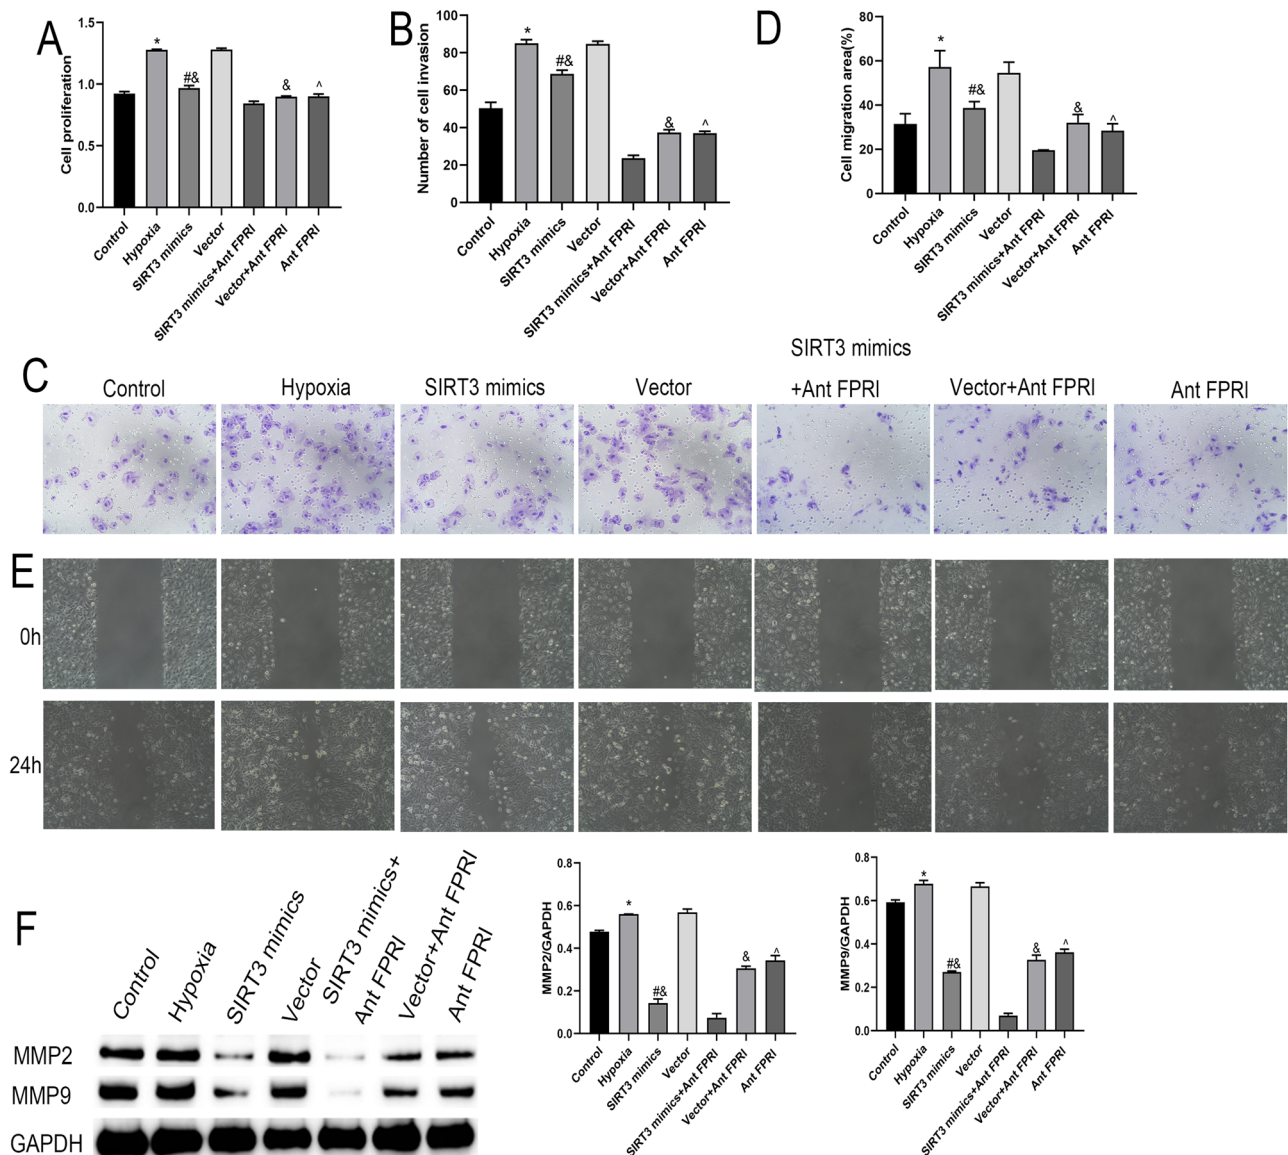 A
Cell proliferation
1.5
1.0
0.5
0.0
*
#&
&
^
Control
Hypoxia
SIRT3 mimics
Vector
SIRT3 mimics+Ant FPRI
Vector+Ant FPRI
Ant FPRI
B
Number of cell invasion
100
80
60
40
20
0
*
#&
&
^
Control
Hypoxia
SIRT3 mimics
Vector
SIRT3 mimics+Ant FPRI
Vector+Ant FPRI
Ant FPRI
D
Cell migration area(%)
80
60
40
20
0
*
#&
&
^
Control
Hypoxia
SIRT3 mimics
Vector
SIRT3 mimics+Ant FPRI
Vector+Ant FPRI
Ant FPRI
C
Control
Hypoxia
SIRT3 mimics
Vector
SIRT3 mimics
+Ant FPRI
Vector+Ant FPRI
Ant FPRI
E
0h
24h
F
Control
Hypoxia
SIRT3 mimics
Vector
SIRT3 mimics+
Ant FPRI
Vector+Ant FPRI
Ant FPRI
MMP2
MMP9
GAPDH
MMP2/GAPDH
0.8
0.6
0.4
0.2
0.0
*
#&
&
^
Control
Hypoxia
SIRT3 mimics
Vector
SIRT3 mimics+Ant FPRI
Vector+Ant FPRI
Ant FPRI
MMP9/GAPDH
0.8
0.6
0.4
0.2
0.0
*
#&
&
^
Control
Hypoxia
SIRT3 mimics
Vector
SIRT3 mimics+Ant FPRI
Vector+Ant FPRI
Ant FPRI